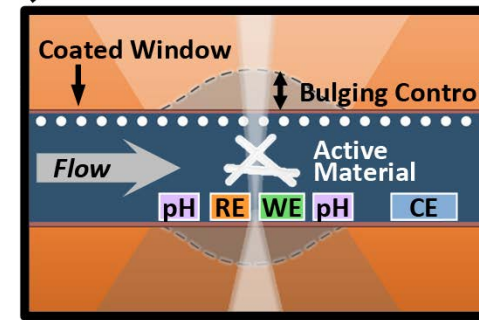 Coated Window
Bulging Contro
Flow
Active
Material
pH RE WE pH CE